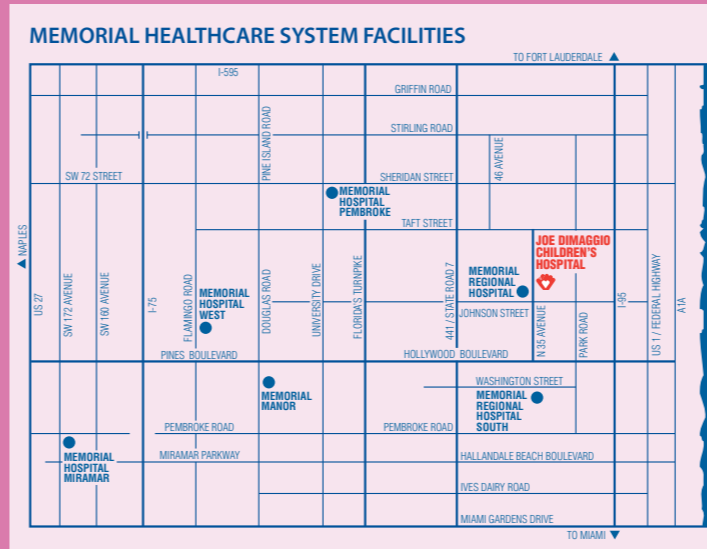 MEMORIAL HEALTHCARE SYSTEM FACILITIES
TO FORT LAUDERDALE
I-595
GRIFFIN ROAD
STIRLING ROAD
PINE ISLAND ROAD
46 AVENUE
SW 72 STREET
SHERIDAN STREET
MEMORIAL
HOSPITAL
PEMBROKE
TAFT STREET
JOE DIMAGGIO
CHILDREN'S
HOSPITAL
NAPLES
US 27
SW 172 AVENUE
SW 160 AVENUE
I-75
FLAMINGO ROAD
MEMORIAL
HOSPITAL
WEST
DOUGLAS ROAD
UNIVERSITY DRIVE
FLORIDA'S TURNPIKE
441 / STATE ROAD 7
MEMORIAL
REGIONAL
HOSPITAL
JOHNSON STREET
N 35 AVENUE
PARK ROAD
I-95
US 1 / FEDERAL HIGHWAY
A1A
PINES BOULEVARD
HOLLYWOOD BOULEVARD
MEMORIAL
MANOR
WASHINGTON STREET
MEMORIAL
REGIONAL
HOSPITAL
SOUTH
PEMBROKE ROAD
PEMBROKE ROAD
MEMORIAL
HOSPITAL
MIRAMAR
MIRAMAR PARKWAY
HALLANDALE BEACH BOULEVARD
IVES DAIRY ROAD
MIAMI GARDENS DRIVE
TO MIAMI